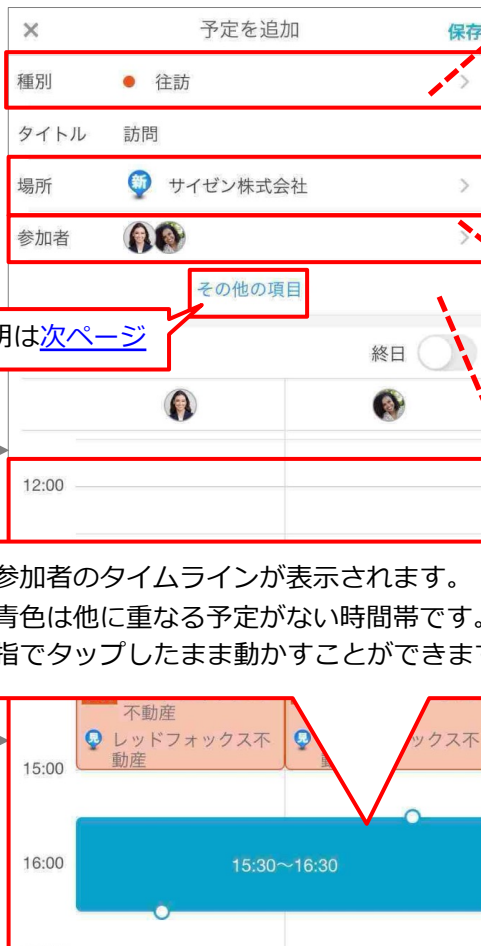 予定を追加
保存
種別
往訪
タイトル
訪問
場所
新
サイゼン株式会社
参加者
その他の項目
明は次ページ
終日
12:00
参加者のタイムラインが表示されます。
青色は他に重なる予定がない時間帯です。
指でタップしたまま動かすことができま
不動産
見 レッドフォックス不
動産
見
ックス不
15:00
16:00
15:30～16:30